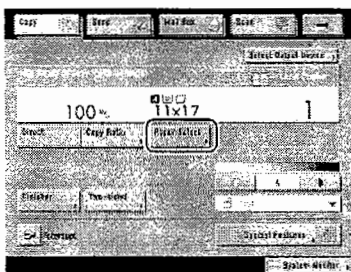 Copy Send Mail Box Scan
Select Output Device
100 % 11x17 1
Direct Copy Ratio Paper Select
Finisher Two-sided
Interrupt Special Features
System Monitor